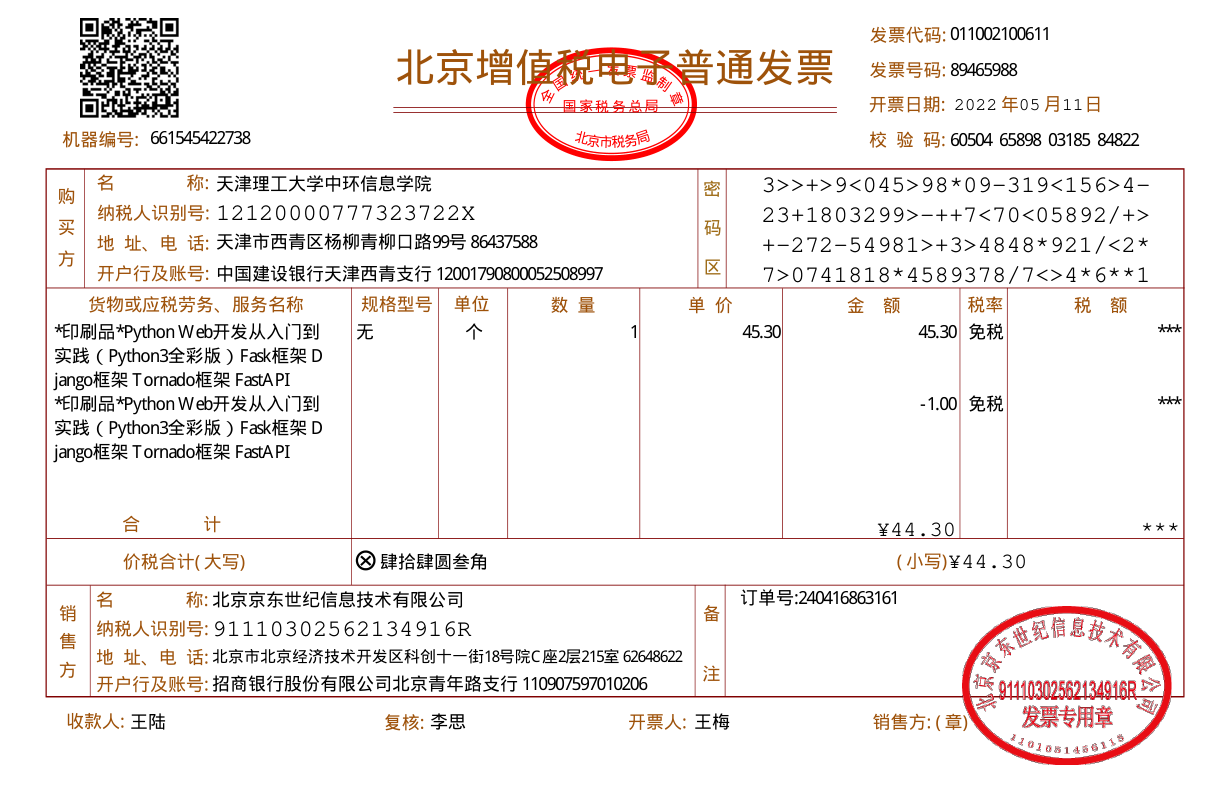 北京增值税电子普通发票
全国统一发票监制章
国家税务总局
北京市税务局
发票代码: 011002100611
发票号码: 89465988
开票日期: 2022 年05 月11日
机器编号: 661545422738
校 验 码: 60504 65898 03185 84822
购买方
名 称: 天津理工大学中环信息学院
纳税人识别号: 12120000777323722X
地 址、电 话: 天津市西青区杨柳青柳口路99号 86437588
开户行及账号: 中国建设银行天津西青支行 12001790800052508997
密码区
3>>+>9<045>98*09-319<156>4-
23+1803299>-++7<70<05892/+>
+-272-54981>+3>4848*921/<2*
7>0741818*4589378/7<>4*6**1
货物或应税劳务、服务名称 规格型号 单位 数 量 单 价 金 额 税率 税 额
*印刷品*Python Web开发从入门到 无 个 1 45.30 45.30 免税 ***
实践（Python3全彩版）Fask框架 D
jango框架 Tornado框架 FastAPI
*印刷品*Python Web开发从入门到 -1.00 免税 ***
实践（Python3全彩版）Fask框架 D
jango框架 Tornado框架 FastAPI
合 计 ¥44.30 ***
价税合计(大写) ⊗ 肆拾肆圆叁角 (小写)¥44.30
销售方
名 称: 北京京东世纪信息技术有限公司
纳税人识别号: 91110302562134916R
地 址、电 话: 北京市北京经济技术开发区科创十一街18号院C座2层215室 62648622
开户行及账号: 招商银行股份有限公司北京青年路支行 110907597010206
备注
订单号:240416863161
收款人: 王陆 复核: 李思 开票人: 王梅 销售方: (章)
北京京东世纪信息技术有限公司
91110302562134916R
发票专用章